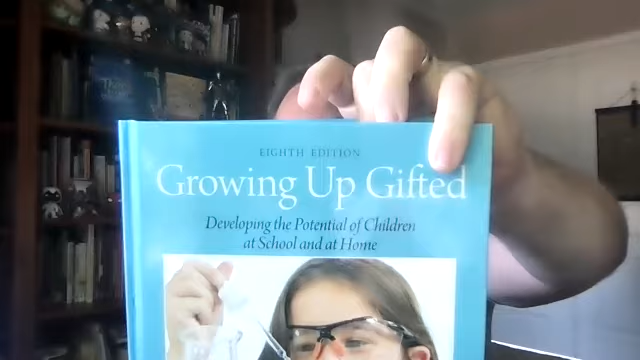 EIGHTH EDITION
Growing Up Gifted
Developing the Potential of Children
at School and at Home